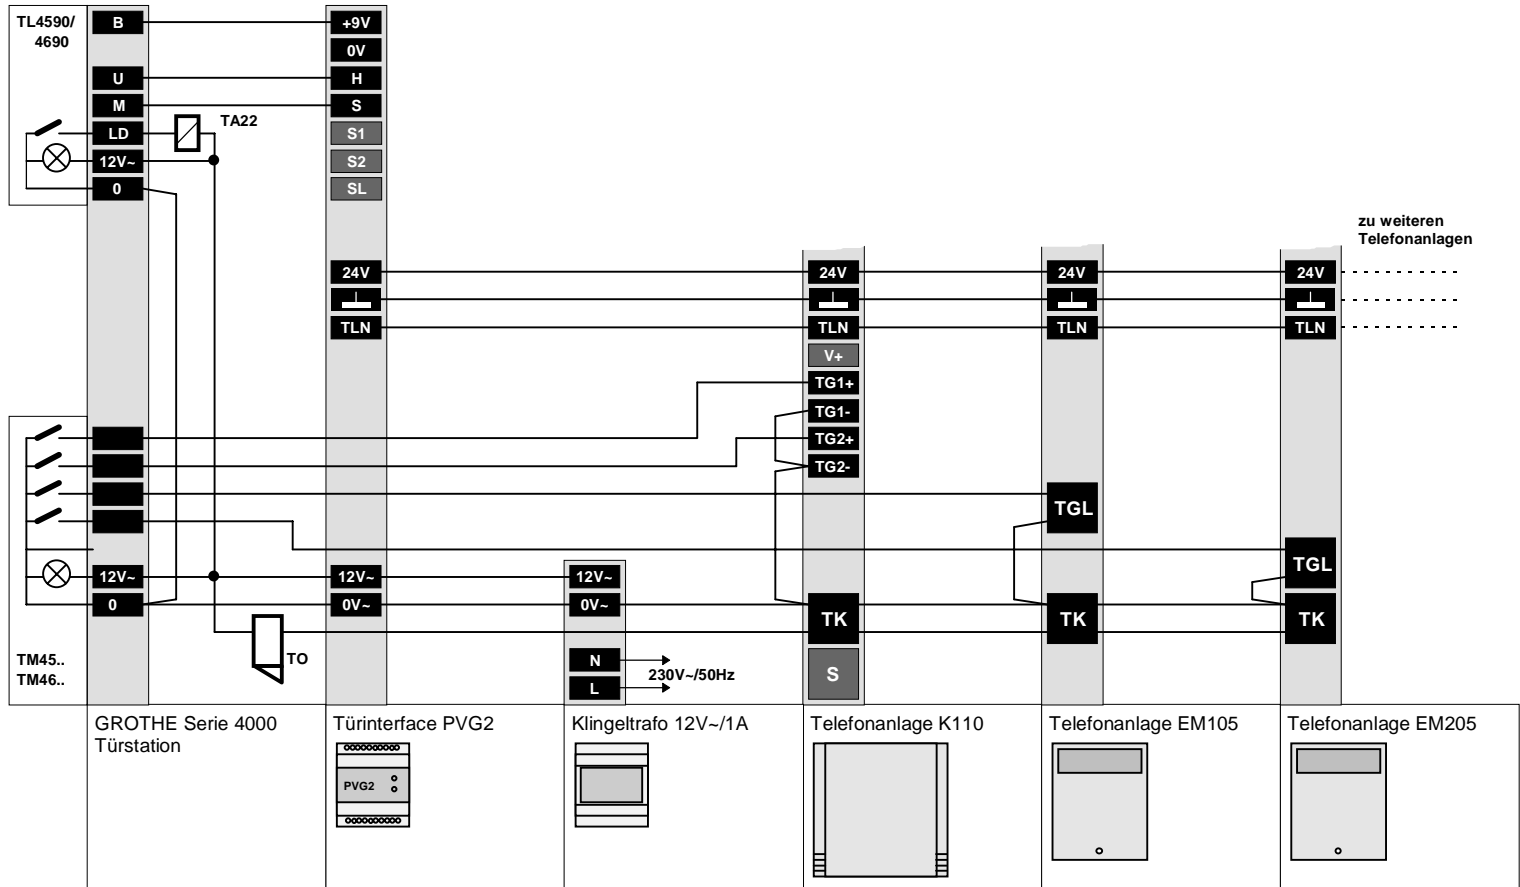 TL4590/
4690
B
U
M
LD
12V~
0
TA22
+9V
0V
H
S
S1
S2
SL
24V
TLN
24V
TLN
V+
TG1+
TG1-
TG2+
TG2-
24V
TLN
24V
TLN
zu weiteren
Telefonanlagen
TGL
TGL
12V~
0
12V~
0V~
12V~
0V~
TK
TK
TK
TM45..
TM46..
TO
N
L
230V~/50Hz
S
GROTHE Serie 4000
Türstation
Türinterface PVG2
PVG2
Klingeltrafo 12V~/1A
Telefonanlage K110
Telefonanlage EM105
Telefonanlage EM205